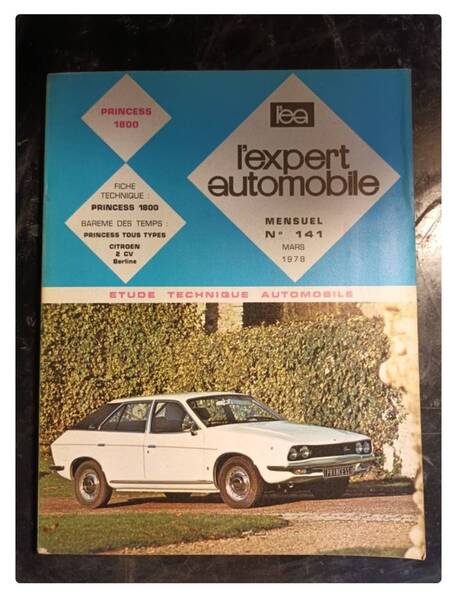 PRINCESS
1800
FICHE
TECHNIQUE :
PRINCESS 1800
BAREME DES TEMPS :
PRINCESS TOUS TYPES
CITROEN
2 CV
Berline
l'ea
l'expert
automobile
MENSUEL
N° 141
MARS
1978
ETUDE TECHNIQUE AUTOMOBILE
PRINCESS